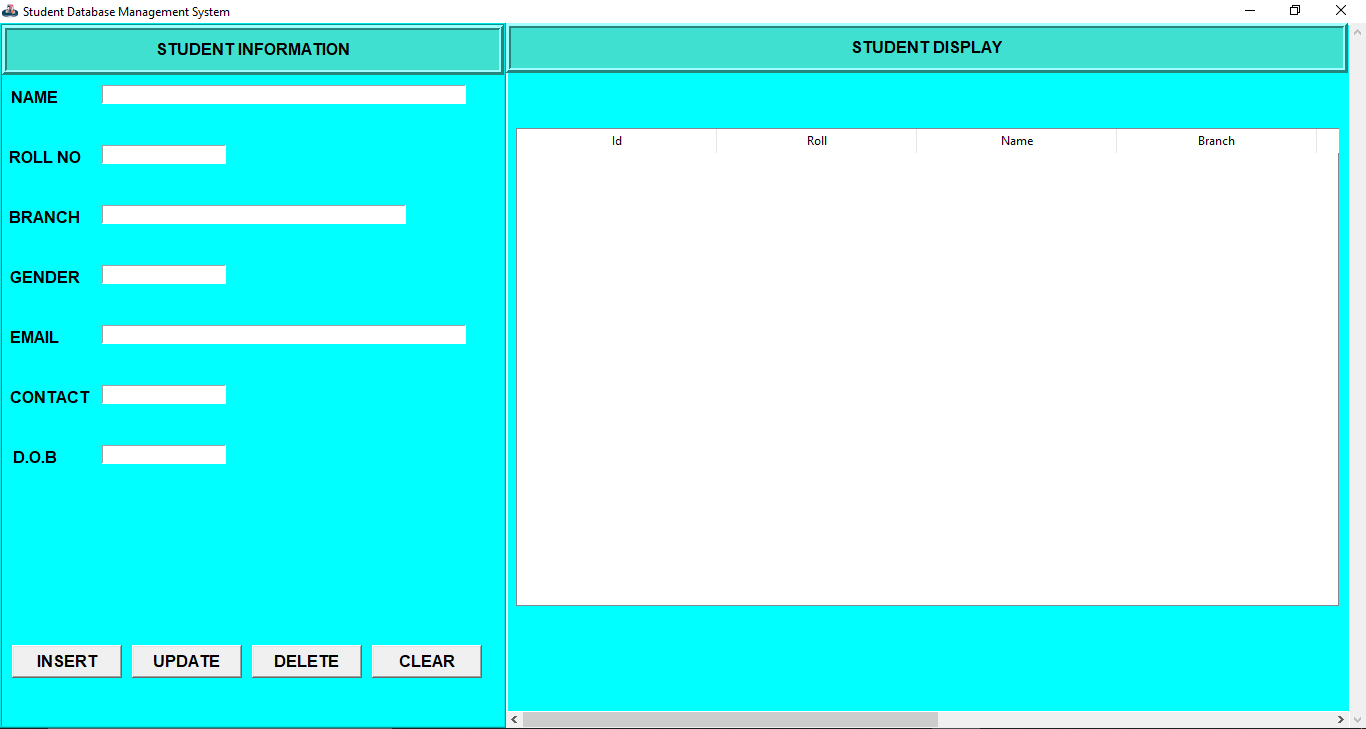 Student Database Management System
STUDENT INFORMATION
NAME
ROLL NO
BRANCH
GENDER
EMAIL
CONTACT
D.O.B
INSERT UPDATE DELETE CLEAR
STUDENT DISPLAY
Id Roll Name Branch